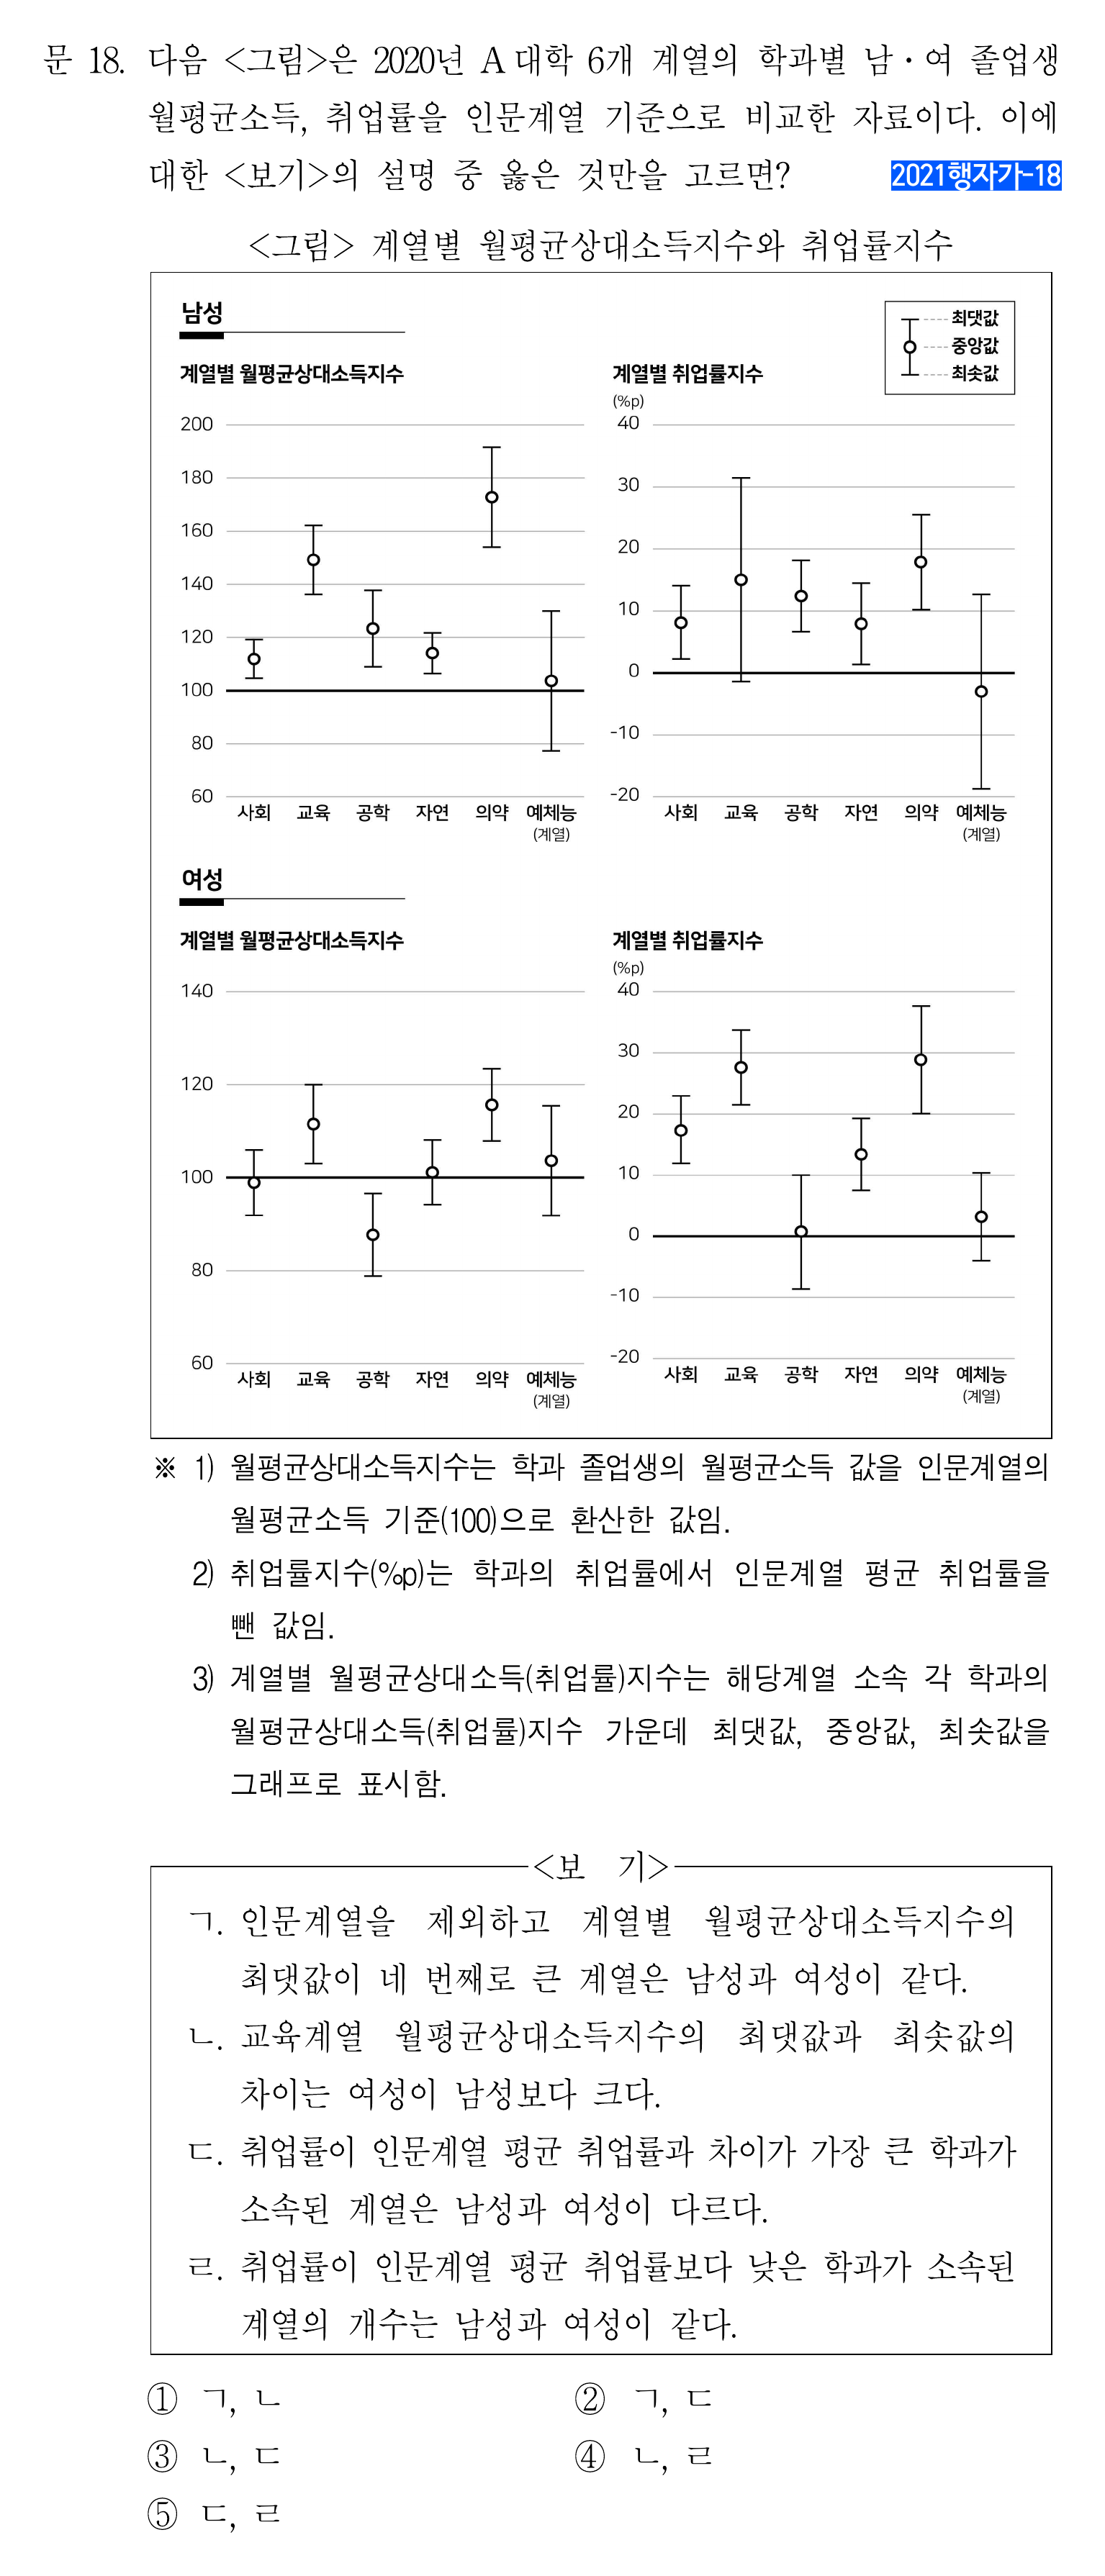 문 18. 다음 <그림>은 2020년 A 대학 6개 계열의 학과별 남·여 졸업생
월평균소득, 취업률을 인문계열 기준으로 비교한 자료이다. 이에
대한 <보기>의 설명 중 옳은 것만을 고르면? 2021행자가-18
<그림> 계열별 월평균상대소득지수와 취업률지수
남성
최댓값
중앙값
최솟값
계열별 월평균상대소득지수
200
180
160
140
120
100
80
60
사회 교육 공학 자연 의약 예체능
(계열)
계열별 취업률지수
(%p)
40
30
20
10
0
-10
-20
사회 교육 공학 자연 의약 예체능
(계열)
여성
계열별 월평균상대소득지수
140
120
100
80
60
사회 교육 공학 자연 의약 예체능
(계열)
계열별 취업률지수
(%p)
40
30
20
10
0
-10
-20
사회 교육 공학 자연 의약 예체능
(계열)
※ 1) 월평균상대소득지수는 학과 졸업생의 월평균소득 값을 인문계열의
월평균소득 기준(100)으로 환산한 값임.
2) 취업률지수(%p)는 학과의 취업률에서 인문계열 평균 취업률을
뺀 값임.
3) 계열별 월평균상대소득(취업률)지수는 해당계열 소속 각 학과의
월평균상대소득(취업률)지수 가운데 최댓값, 중앙값, 최솟값을
그래프로 표시함.
<보 기>
ㄱ. 인문계열을 제외하고 계열별 월평균상대소득지수의
최댓값이 네 번째로 큰 계열은 남성과 여성이 같다.
ㄴ. 교육계열 월평균상대소득지수의 최댓값과 최솟값의
차이는 여성이 남성보다 크다.
ㄷ. 취업률이 인문계열 평균 취업률과 차이가 가장 큰 학과가
소속된 계열은 남성과 여성이 다르다.
ㄹ. 취업률이 인문계열 평균 취업률보다 낮은 학과가 소속된
계열의 개수는 남성과 여성이 같다.
① ㄱ, ㄴ ② ㄱ, ㄷ
③ ㄴ, ㄷ ④ ㄴ, ㄹ
⑤ ㄷ, ㄹ